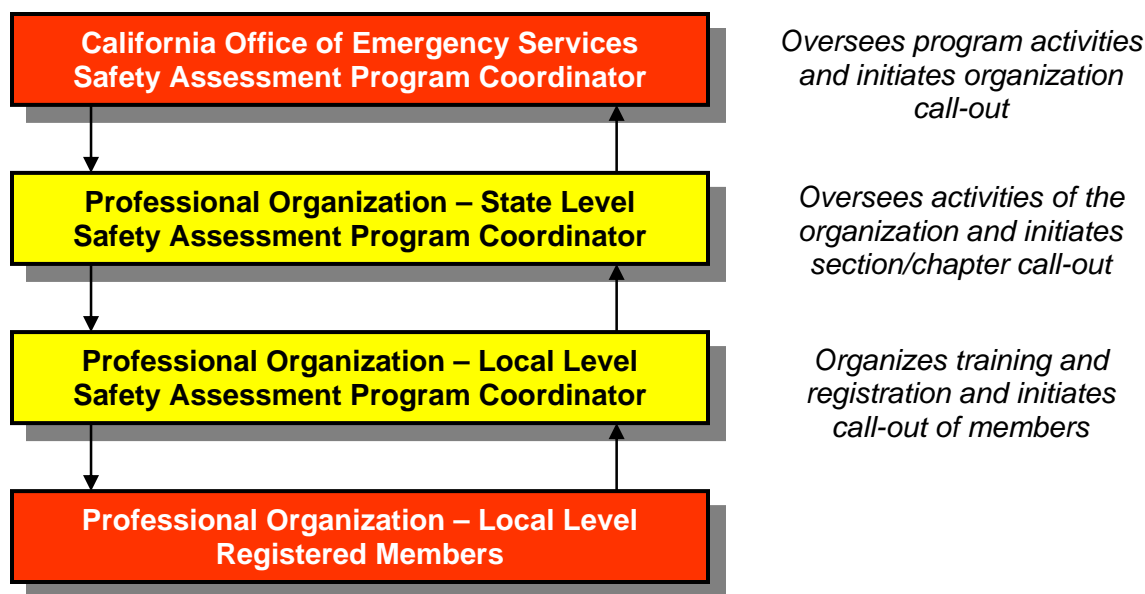 California Office of Emergency Services
Safety Assessment Program Coordinator
Oversees program activities
and initiates organization
call-out
Professional Organization – State Level
Safety Assessment Program Coordinator
Oversees activities of the
organization and initiates
section/chapter call-out
Professional Organization – Local Level
Safety Assessment Program Coordinator
Organizes training and
registration and initiates
call-out of members
Professional Organization – Local Level
Registered Members